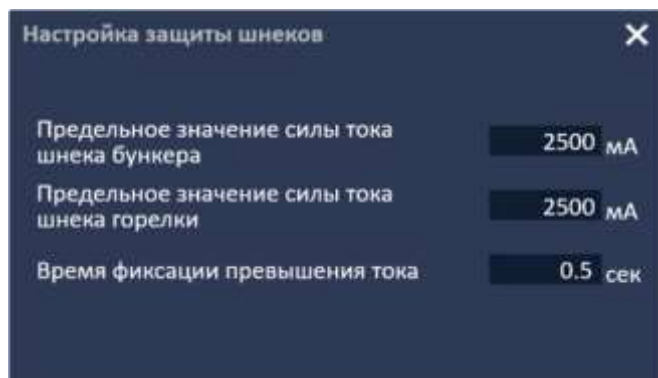 Настройка защиты шнеков
Предельное значение силы тока
шнека бункера
2500 мА
Предельное значение силы тока
шнека горелки
2500 мА
Время фиксации превышения тока
0.5 сек